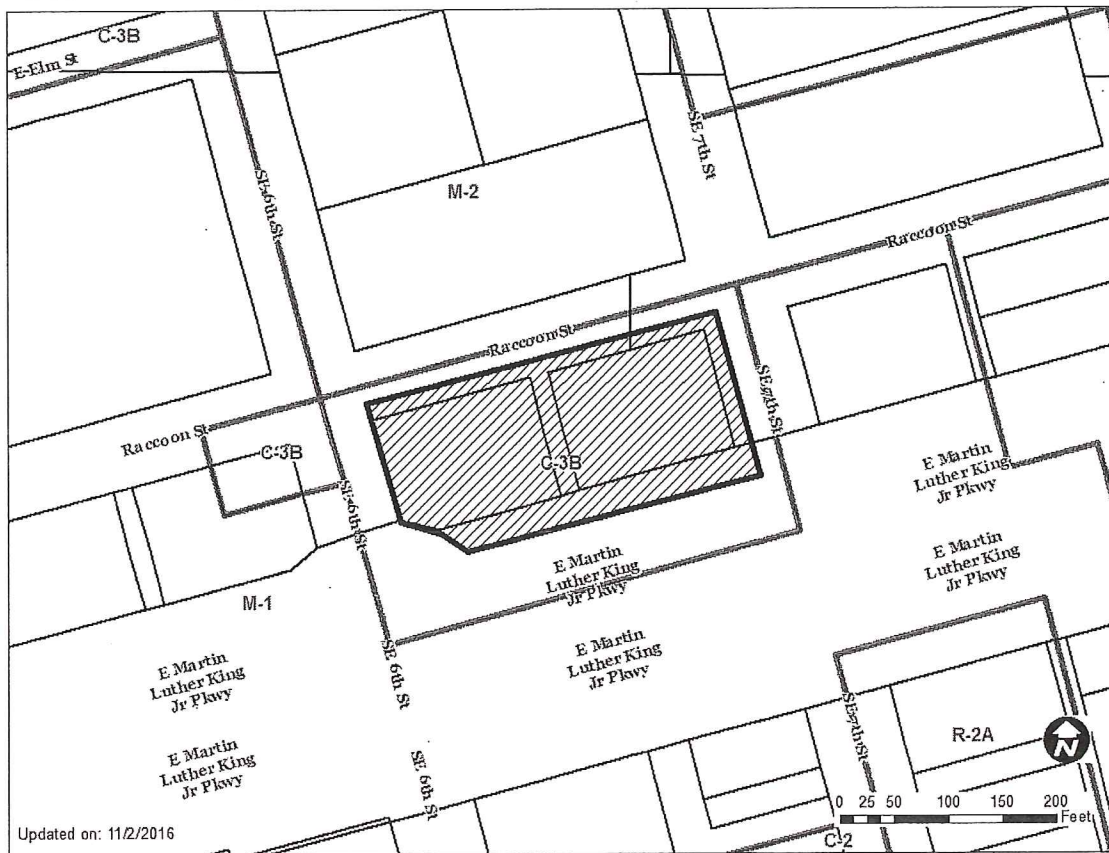 C-3B
E Elm St
SE 6th St
SE 7th St
M-2
Raccoon St
Raccoon St
Raccoon St
C-3B
SE 7th St
C-3B
SE 6th St
E Martin
Luther King
Jr Pkwy
E Martin
Luther King
Jr Pkwy
E Martin
Luther King
Jr Pkwy
M-1
E Martin
Luther King
Jr Pkwy
E Martin
Luther King
Jr Pkwy
SE 6th St
SE 7th St
R-2A
N
E Martin
Luther King
Jr Pkwy
SE 6th St
0 25 50 100 150 200
Feet
Updated on: 11/2/2016
C-2